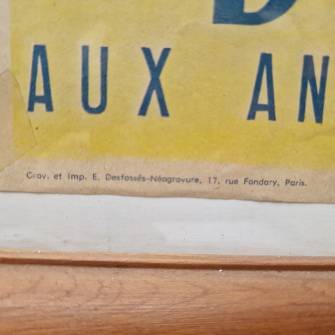 D
AUX AN
Grav. et Imp. E. Desfossés-Néogravure, 17, rue Fondary, Paris.